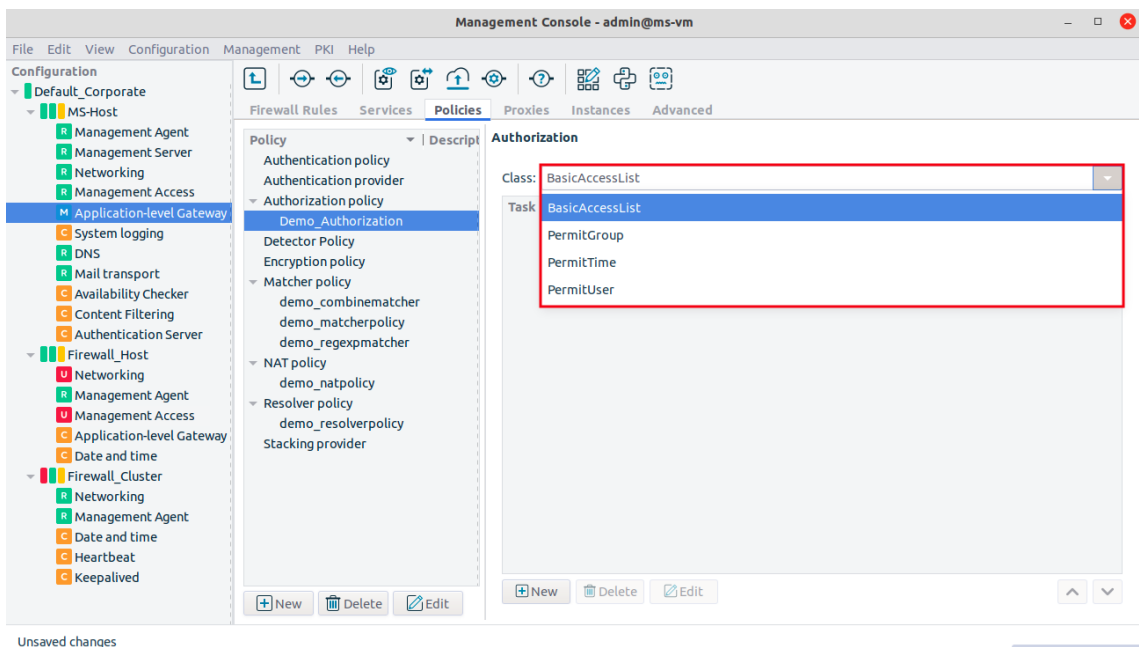 Management Console - admin@ms-vm
File Edit View Configuration Management PKI Help
Configuration
Default_Corporate
MS-Host
R Management Agent
R Management Server
R Networking
R Management Access
M Application-level Gateway
C System logging
R DNS
R Mail transport
C Availability Checker
C Content Filtering
C Authentication Server
Firewall_Host
U Networking
R Management Agent
U Management Access
C Application-level Gateway
C Date and time
Firewall_Cluster
R Networking
R Management Agent
C Date and time
C Heartbeat
C Keepalived
Firewall Rules Services Policies Proxies Instances Advanced
Policy Descript
Authentication policy
Authentication provider
Authorization policy
Demo_Authorization
Detector Policy
Encryption policy
Matcher policy
demo_combinematcher
demo_matcherpolicy
demo_regexpmatcher
NAT policy
demo_natpolicy
Resolver policy
demo_resolverpolicy
Stacking provider
New Delete Edit
Authorization
Class: BasicAccessList
Task
BasicAccessList
PermitGroup
PermitTime
PermitUser
New Delete Edit
Unsaved changes